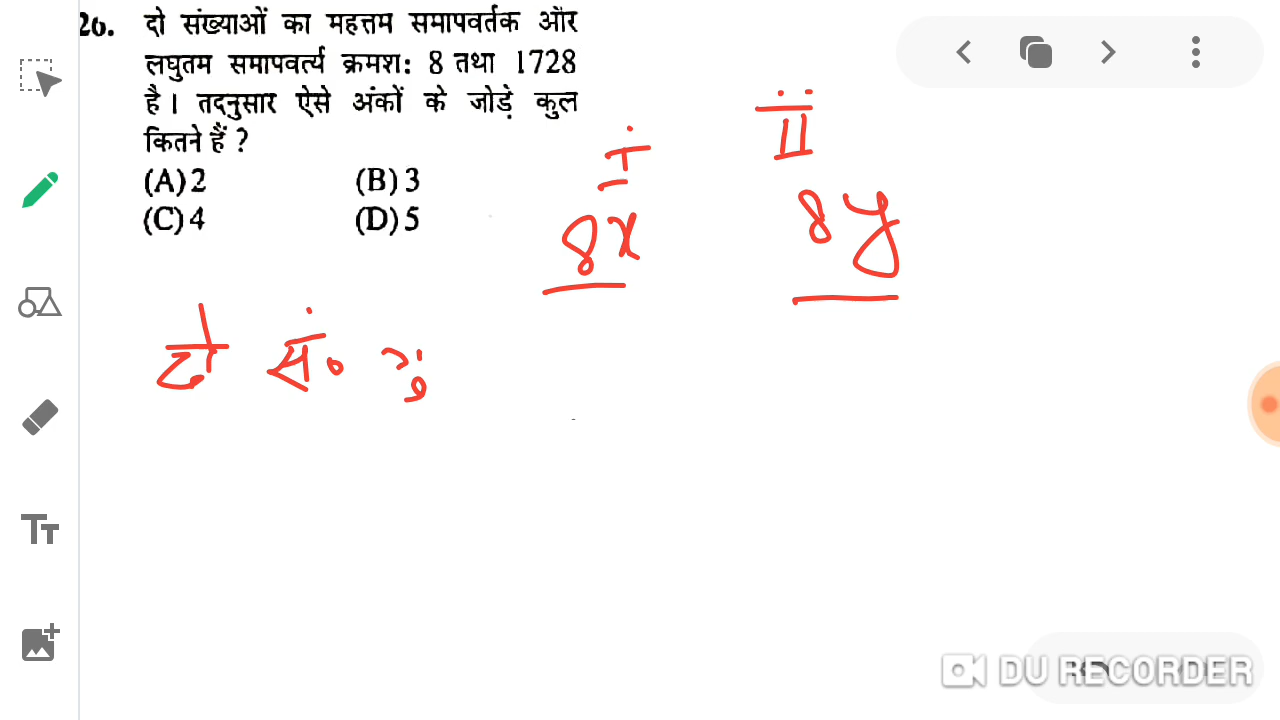 26. दो संख्याओं का महत्तम समापवर्तक और
लघुतम समापवर्त्य क्रमश: 8 तथा 1728
है। तदनुसार ऐसे अंकों के जोड़े कुल
कितने हैं ?
(A) 2 (B) 3
(C) 4 (D) 5
I II
8x 8y
दो सं०
Tт
DU RECORDER